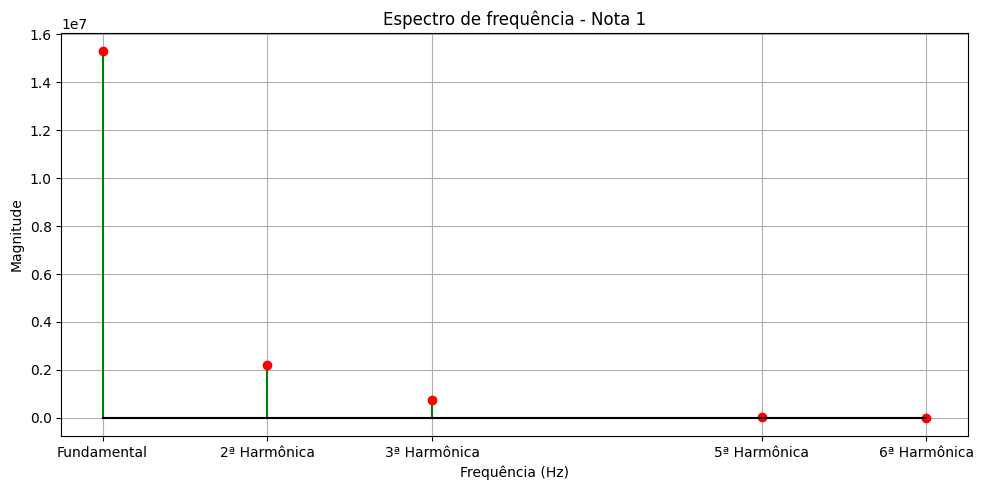 Espectro de frequência - Nota 1
1e7
1.6
1.4
1.2
1.0
0.8
0.6
0.4
0.2
0.0
Magnitude
Fundamental 2ª Harmônica 3ª Harmônica 5ª Harmônica 6ª Harmônica
Frequência (Hz)